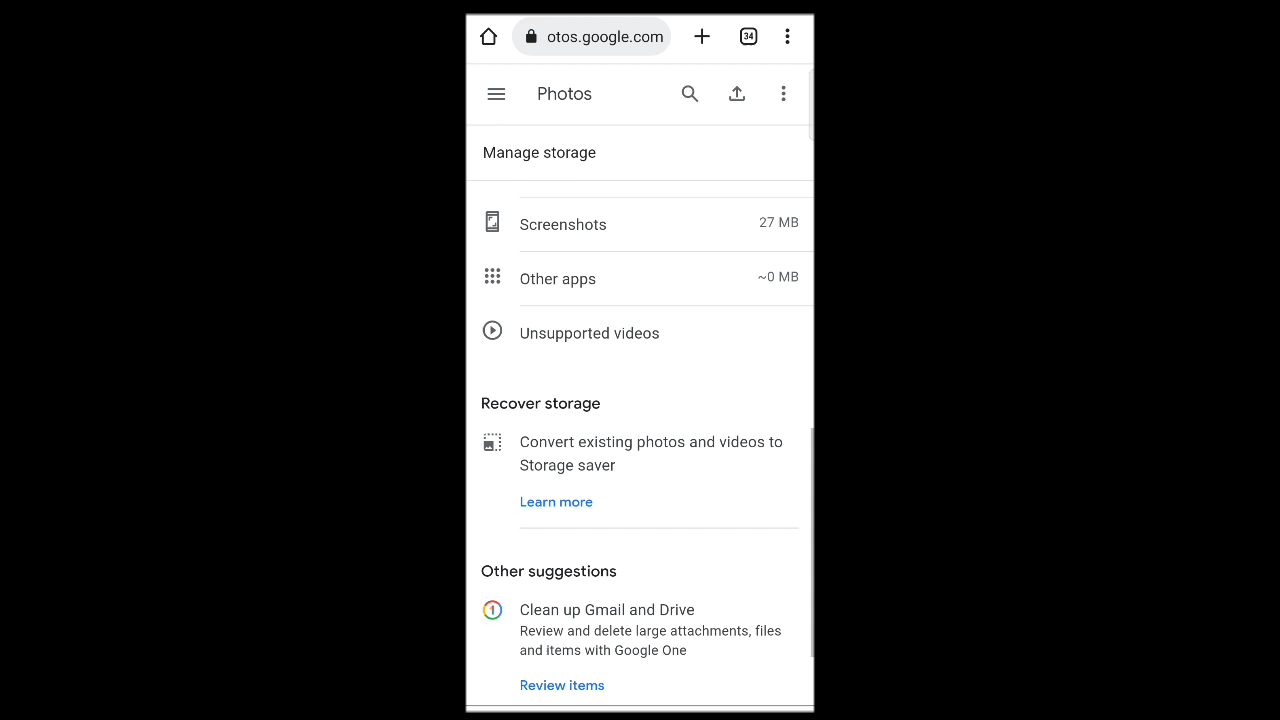 otos.google.com
34
Photos
Manage storage
Screenshots 27 MB
Other apps ~0 MB
Unsupported videos
Recover storage
Convert existing photos and videos to
Storage saver
Learn more
Other suggestions
1
Clean up Gmail and Drive
Review and delete large attachments, files
and items with Google One
Review items